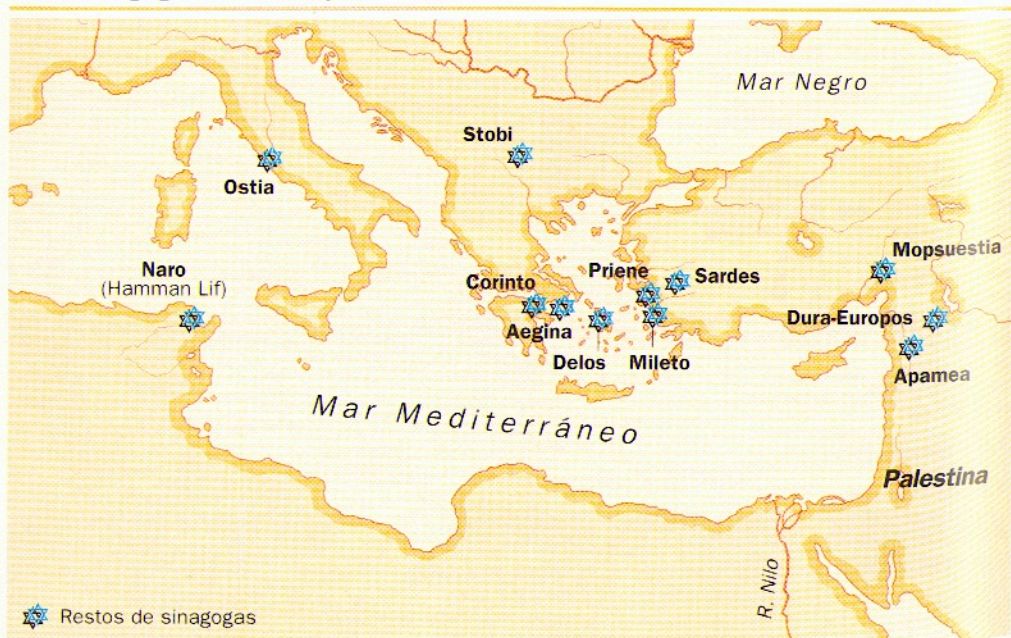 Mar Negro
Stobi
Ostia
Mopsuestia
Naro
(Hamman Lif)
Corinto
Priene
Sardes
Aegina
Dura-Europos
Delos
Mileto
Apamea
Mar Mediterráneo
Palestina
R. Nilo
Restos de sinagogas